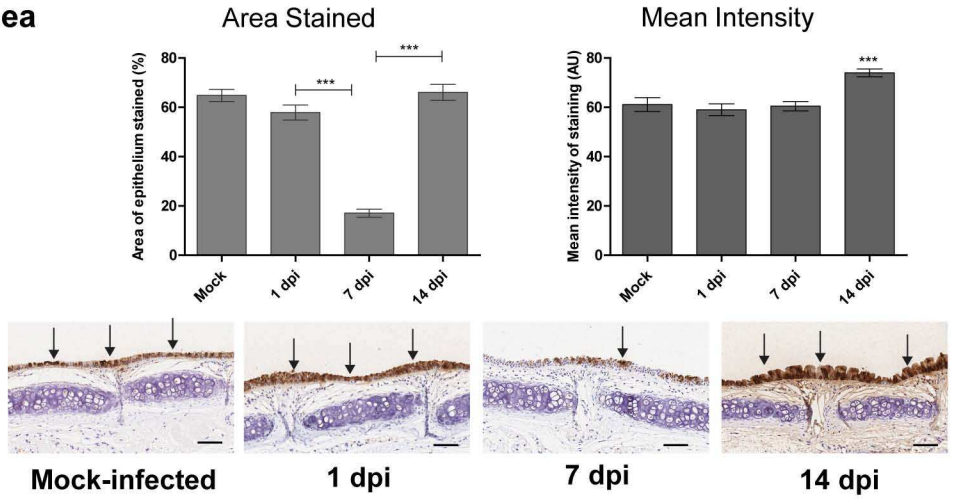 ea
Area Stained
Area of epithelium stained (%)
80
60
40
20
0
***
***
Mock
1 dpi
7 dpi
14 dpi
Mean Intensity
Mean intensity of staining (AU)
80
60
40
20
0
***
Mock
1 dpi
7 dpi
14 dpi
Mock-infected
1 dpi
7 dpi
14 dpi